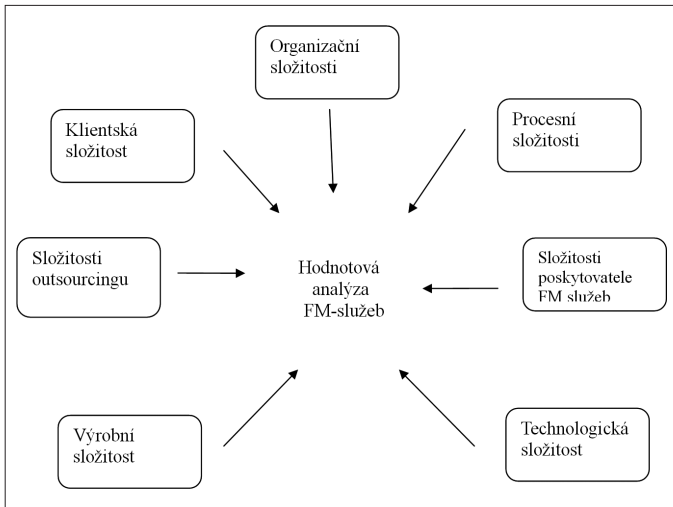 Organizační
složitosti
Klientská
složitost
Procesní
složitosti
Složitosti
outsourcingu
Hodnotová
analýza
FM-služeb
Složitosti
poskytovatele
FM služeb
Výrobní
složitost
Technologická
složitost